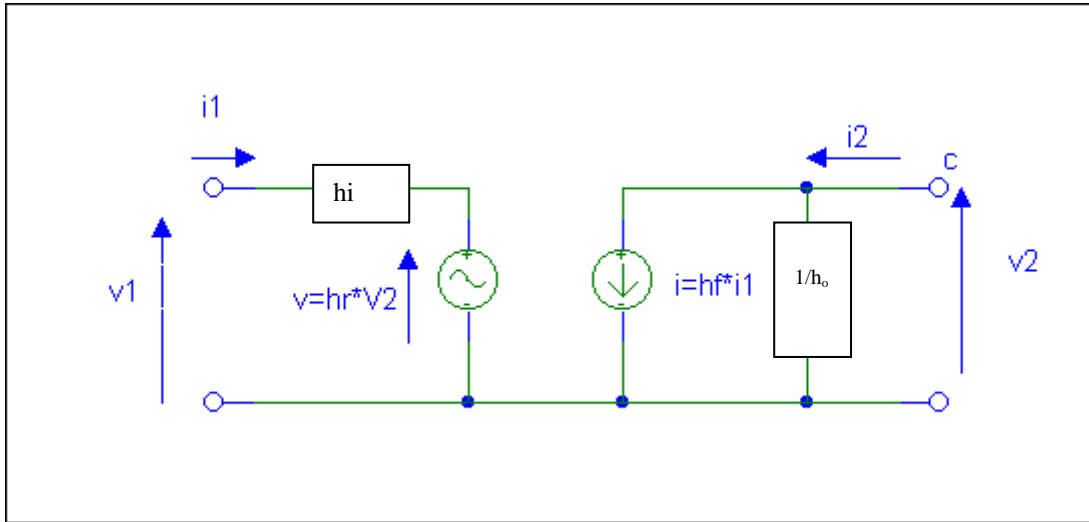 i1
i2
c
hi
v1
v=hr*V2
i=hf*i1
1/hₒ
v2
+
-
+
-